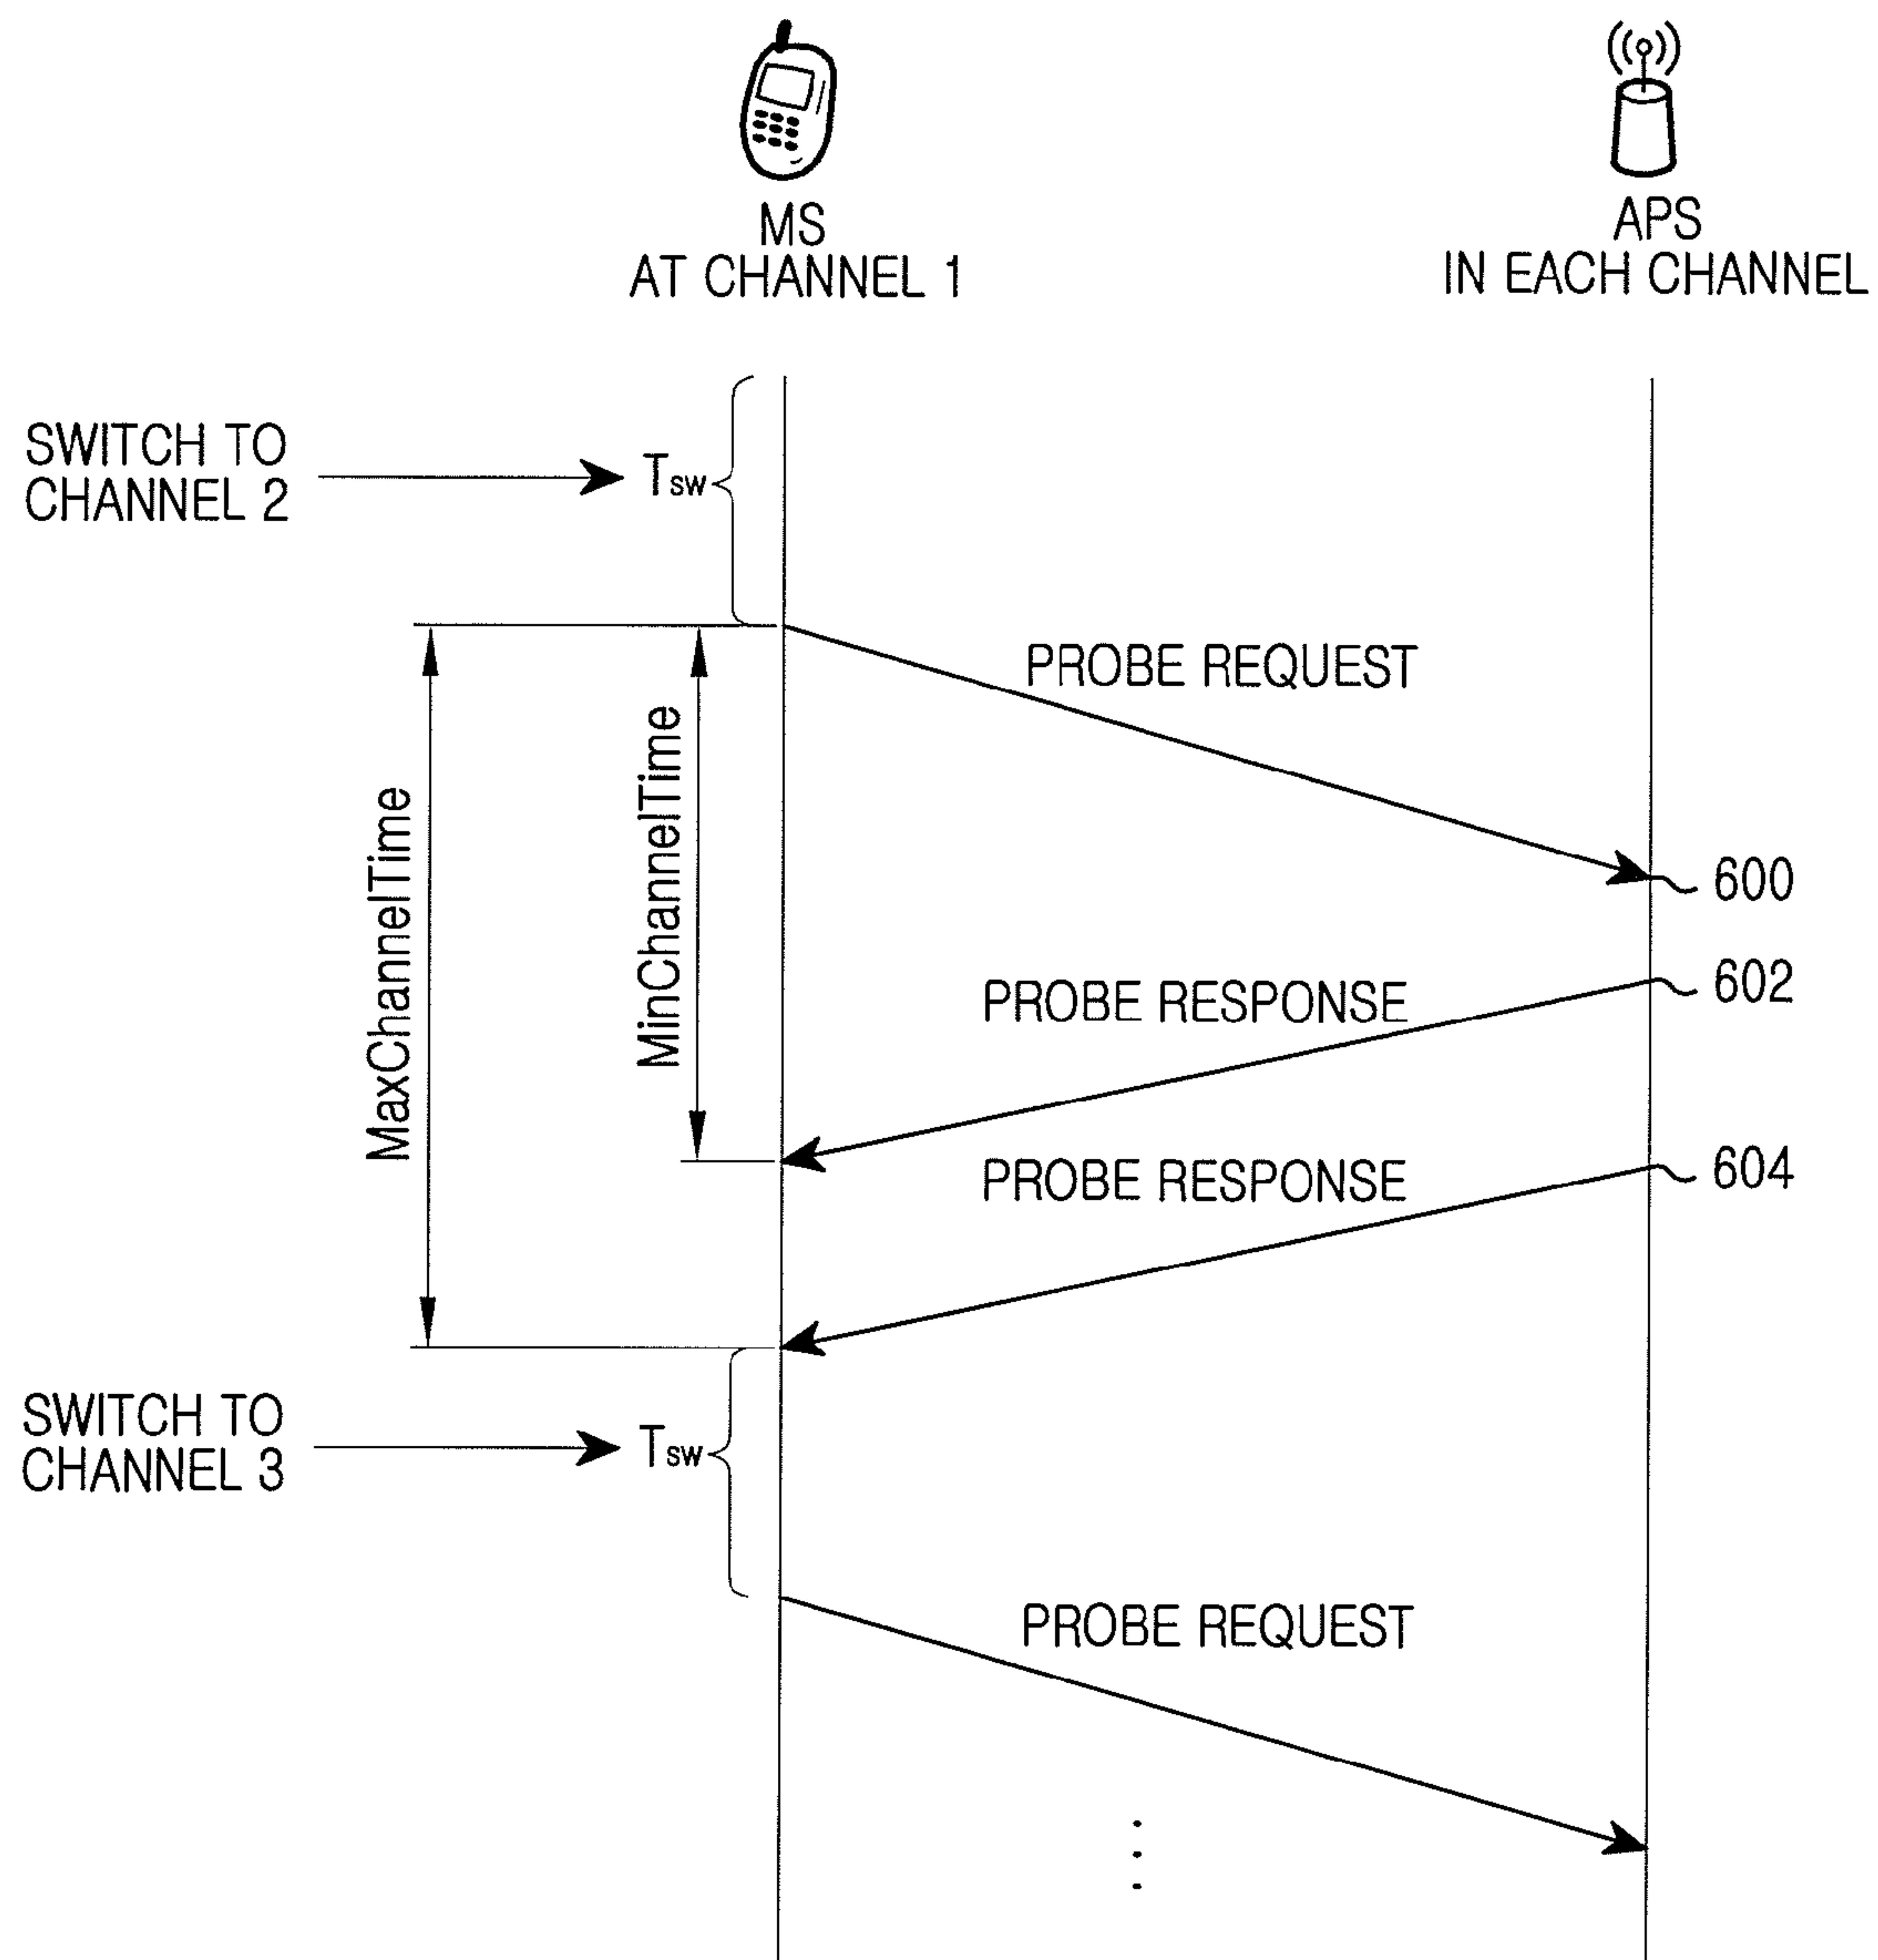 MS
AT CHANNEL 1
APS
IN EACH CHANNEL
SWITCH TO
CHANNEL 2
Tsw
PROBE REQUEST
MaxChannelTime
MinChannelTime
600
PROBE RESPONSE
602
PROBE RESPONSE
604
SWITCH TO
CHANNEL 3
Tsw
PROBE REQUEST